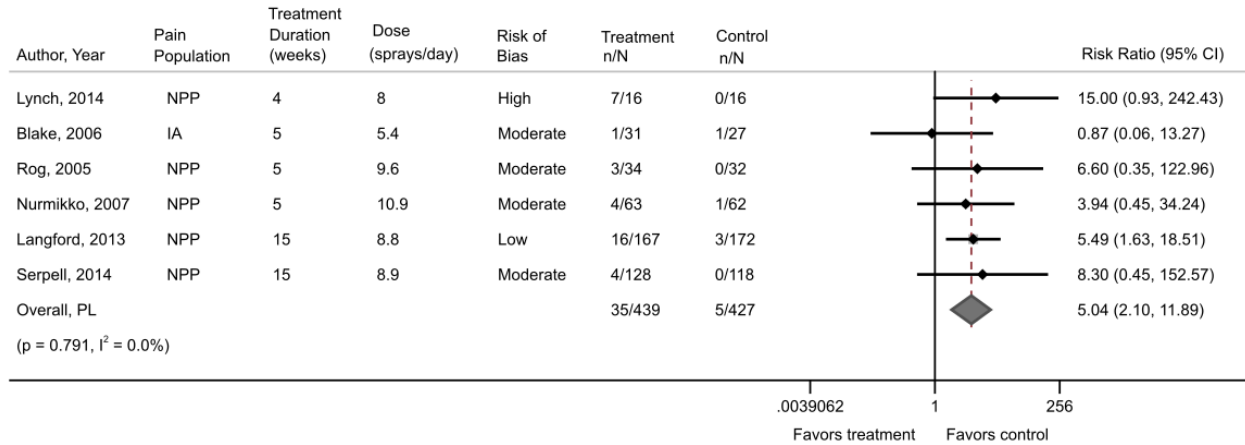 Author, Year Pain Population Treatment Duration (weeks) Dose (sprays/day) Risk of Bias Treatment n/N Control n/N Risk Ratio (95% CI)
Lynch, 2014 NPP 4 8 High 7/16 0/16 15.00 (0.93, 242.43)
Blake, 2006 IA 5 5.4 Moderate 1/31 1/27 0.87 (0.06, 13.27)
Rog, 2005 NPP 5 9.6 Moderate 3/34 0/32 6.60 (0.35, 122.96)
Nurmikko, 2007 NPP 5 10.9 Moderate 4/63 1/62 3.94 (0.45, 34.24)
Langford, 2013 NPP 15 8.8 Low 16/167 3/172 5.49 (1.63, 18.51)
Serpell, 2014 NPP 15 8.9 Moderate 4/128 0/118 8.30 (0.45, 152.57)
Overall, PL 35/439 5/427 5.04 (2.10, 11.89)
(p = 0.791, I² = 0.0%)
.0039062 1 256
Favors treatment Favors control